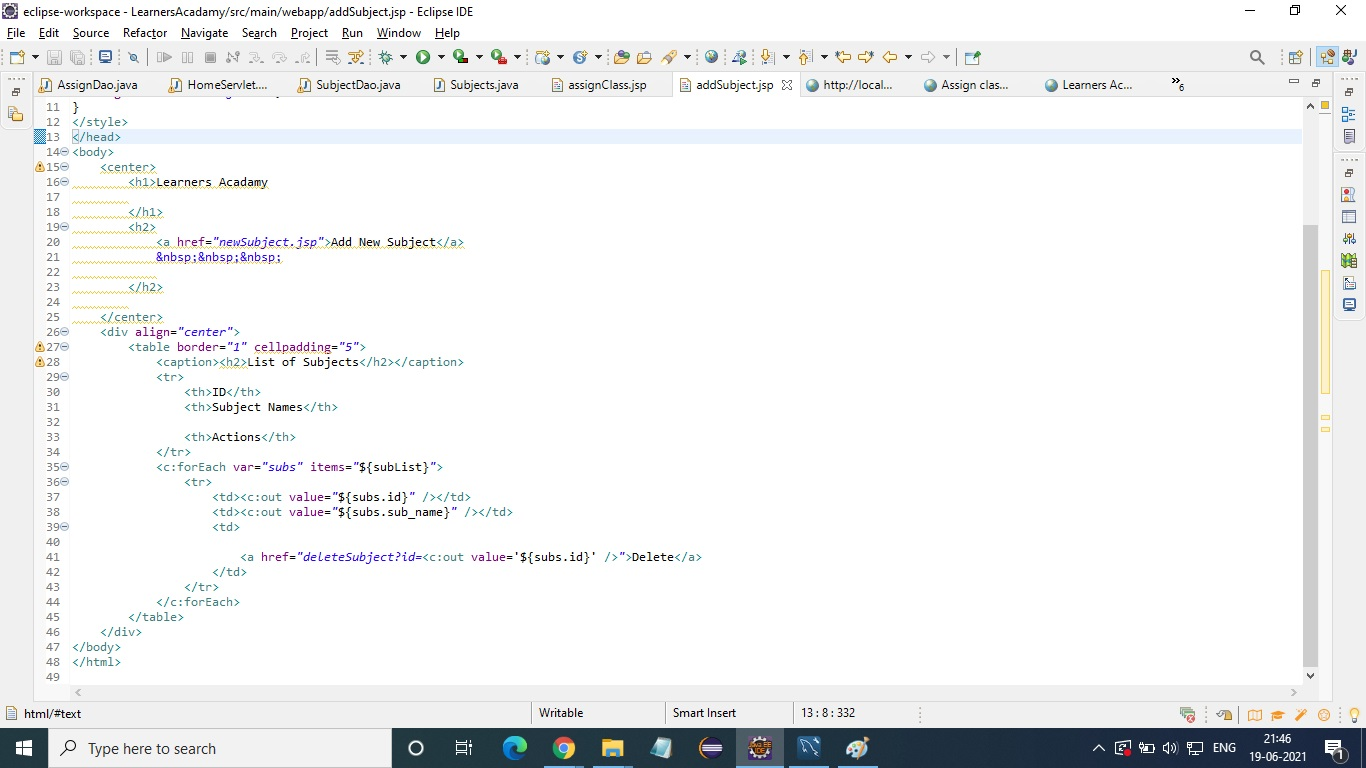 eclipse-workspace - LearnersAcadamy/src/main/webapp/addSubject.jsp - Eclipse IDE
File Edit Source Refactor Navigate Search Project Run Window Help
AssignDao.java HomeServlet.... SubjectDao.java Subjects.java assignClass.jsp addSubject.jsp http://local... Assign clas... Learners Ac... »6
11 }
12 </style>
13 </head>
14 <body>
15 <center>
16 <h1>Learners Acadamy
17
18 </h1>
19 <h2>
20 <a href="newSubject.jsp">Add New Subject</a>
21 &nbsp;&nbsp;&nbsp;
22
23 </h2>
24
25 </center>
26 <div align="center">
27 <table border="1" cellpadding="5">
28 <caption><h2>List of Subjects</h2></caption>
29 <tr>
30 <th>ID</th>
31 <th>Subject Names</th>
32
33 <th>Actions</th>
34 </tr>
35 <c:forEach var="subs" items="${subList}">
36 <tr>
37 <td><c:out value="${subs.id}" /></td>
38 <td><c:out value="${subs.sub_name}" /></td>
39 <td>
40
41 <a href="deleteSubject?id=<c:out value='${subs.id}' />">Delete</a>
42 </td>
43 </tr>
44 </c:forEach>
45 </table>
46 </div>
47 </body>
48 </html>
49
html/#text Writable Smart Insert 13 : 8 : 332
Type here to search ENG 21:46
19-06-2021 1